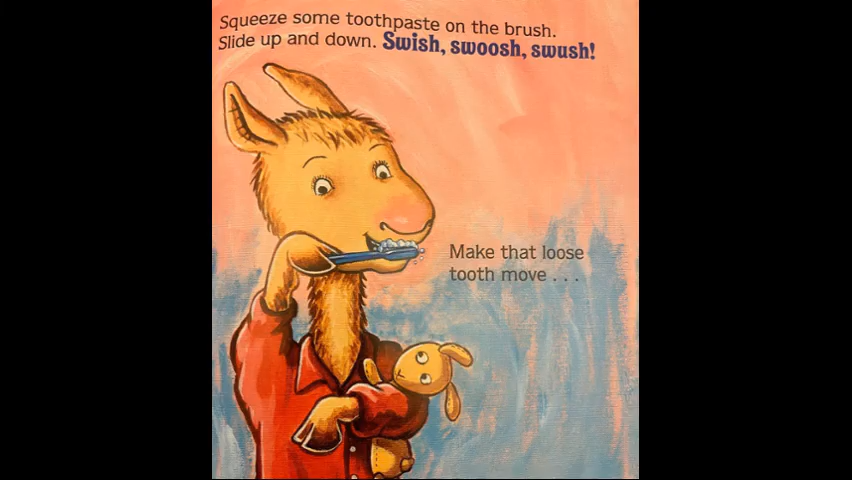 Squeeze some toothpaste on the brush.
Slide up and down. Swish, swoosh, swush!
Make that loose
tooth move . . .